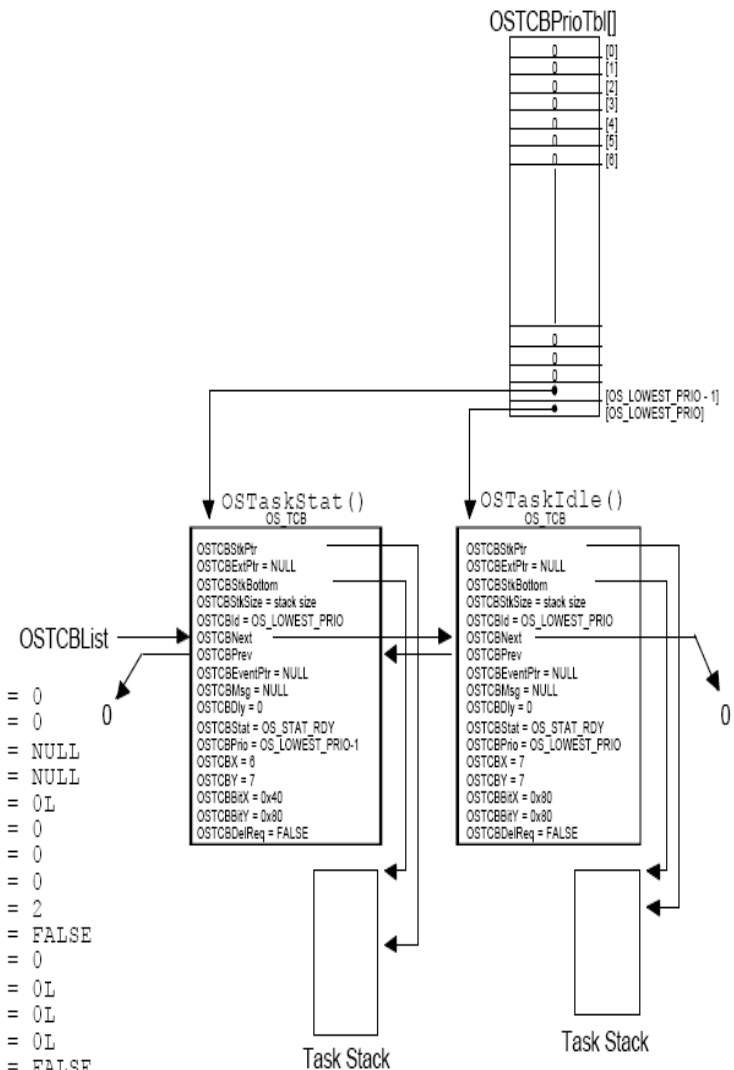 OSTCBPrioTbl[]
0 [0]
0 [1]
0 [2]
0 [3]
0 [4]
0 [5]
0 [6]
0
0
0
[OS_LOWEST_PRIO - 1]
[OS_LOWEST_PRIO]
OSTaskStat()
OS_TCB
OSTCBStkPtr
OSTCBExtPtr = NULL
OSTCBStkBottom
OSTCBStkSize = stack size
OSTCBId = OS_LOWEST_PRIO
OSTCBNext
OSTCBPrev
OSTCBEventPtr = NULL
OSTCBMsg = NULL
OSTCBDly = 0
OSTCBStat = OS_STAT_RDY
OSTCBPrio = OS_LOWEST_PRIO-1
OSTCBX = 6
OSTCBY = 7
OSTCBBitX = 0x40
OSTCBBitY = 0x80
OSTCBDelReq = FALSE
OSTaskIdle()
OS_TCB
OSTCBStkPtr
OSTCBExtPtr = NULL
OSTCBStkBottom
OSTCBStkSize = stack size
OSTCBId = OS_LOWEST_PRIO
OSTCBNext
OSTCBPrev
OSTCBEventPtr = NULL
OSTCBMsg = NULL
OSTCBDly = 0
OSTCBStat = OS_STAT_RDY
OSTCBPrio = OS_LOWEST_PRIO
OSTCBX = 7
OSTCBY = 7
OSTCBBitX = 0x80
OSTCBBitY = 0x80
OSTCBDelReq = FALSE
OSTCBList
0
0
= 0
= 0
= NULL
= NULL
= 0L
= 0
= 0
= 0
= 2
= FALSE
= 0
= 0L
= 0L
= 0L
= FALSE
Task Stack
Task Stack